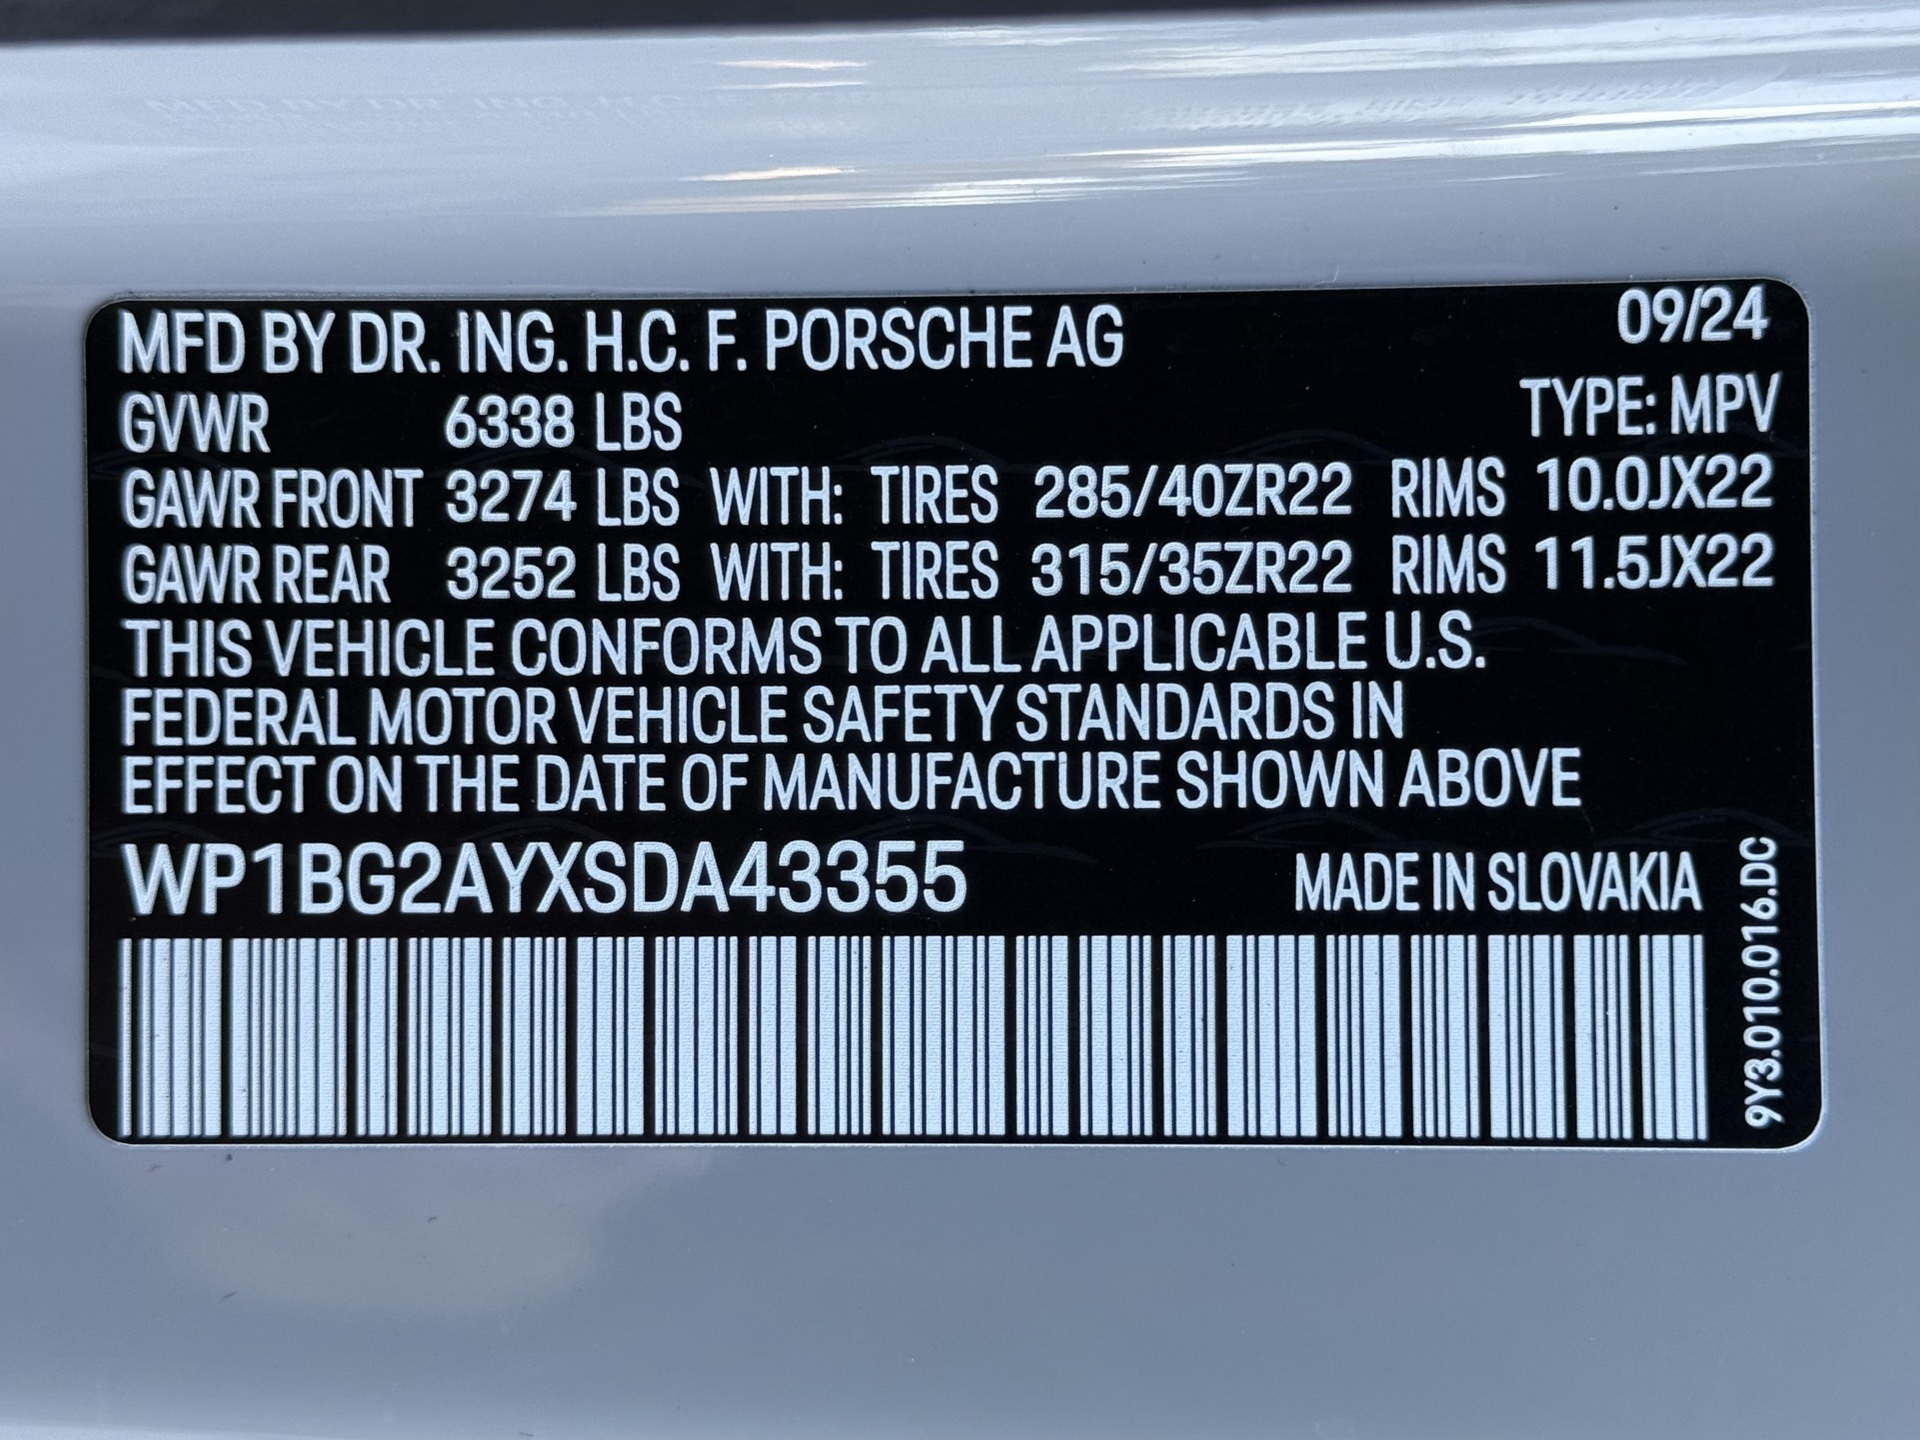 MFD BY DR. ING. H.C. F. PORSCHE AG 09/24
GVWR 6338 LBS TYPE: MPV
GAWR FRONT 3274 LBS WITH: TIRES 285/40ZR22 RIMS 10.0JX22
GAWR REAR 3252 LBS WITH: TIRES 315/35ZR22 RIMS 11.5JX22
THIS VEHICLE CONFORMS TO ALL APPLICABLE U.S.
FEDERAL MOTOR VEHICLE SAFETY STANDARDS IN
EFFECT ON THE DATE OF MANUFACTURE SHOWN ABOVE
WP1BG2AYXSDA43355 MADE IN SLOVAKIA
9Y3.010.016.DC